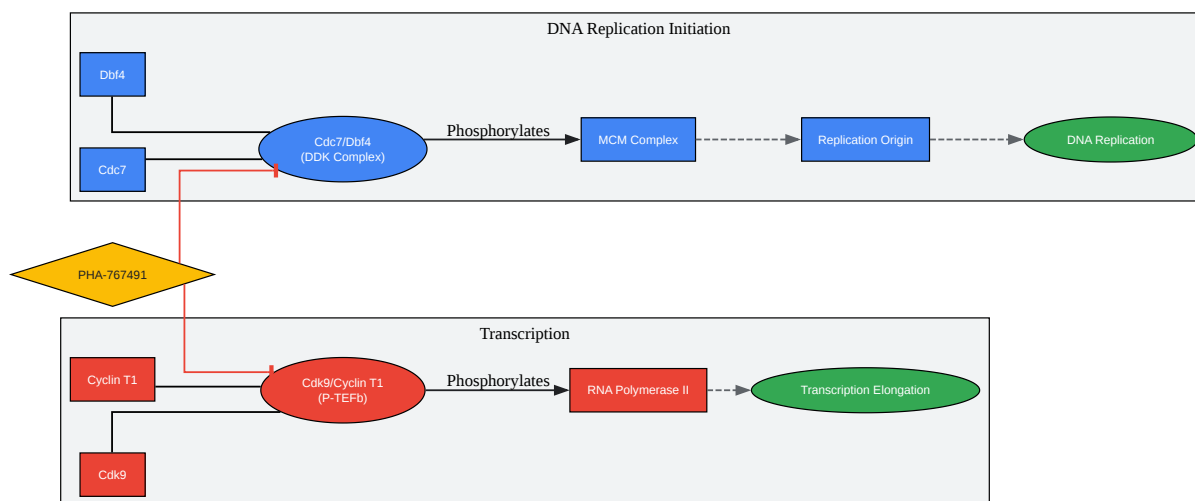 DNA Replication Initiation
Dbf4
Cdc7
Cdc7/Dbf4
(DDK Complex)
Phosphorylates
MCM Complex
Replication Origin
DNA Replication
PHA-767491
Transcription
Cyclin T1
Cdk9
Cdk9/Cyclin T1
(P-TEFb)
Phosphorylates
RNA Polymerase II
Transcription Elongation